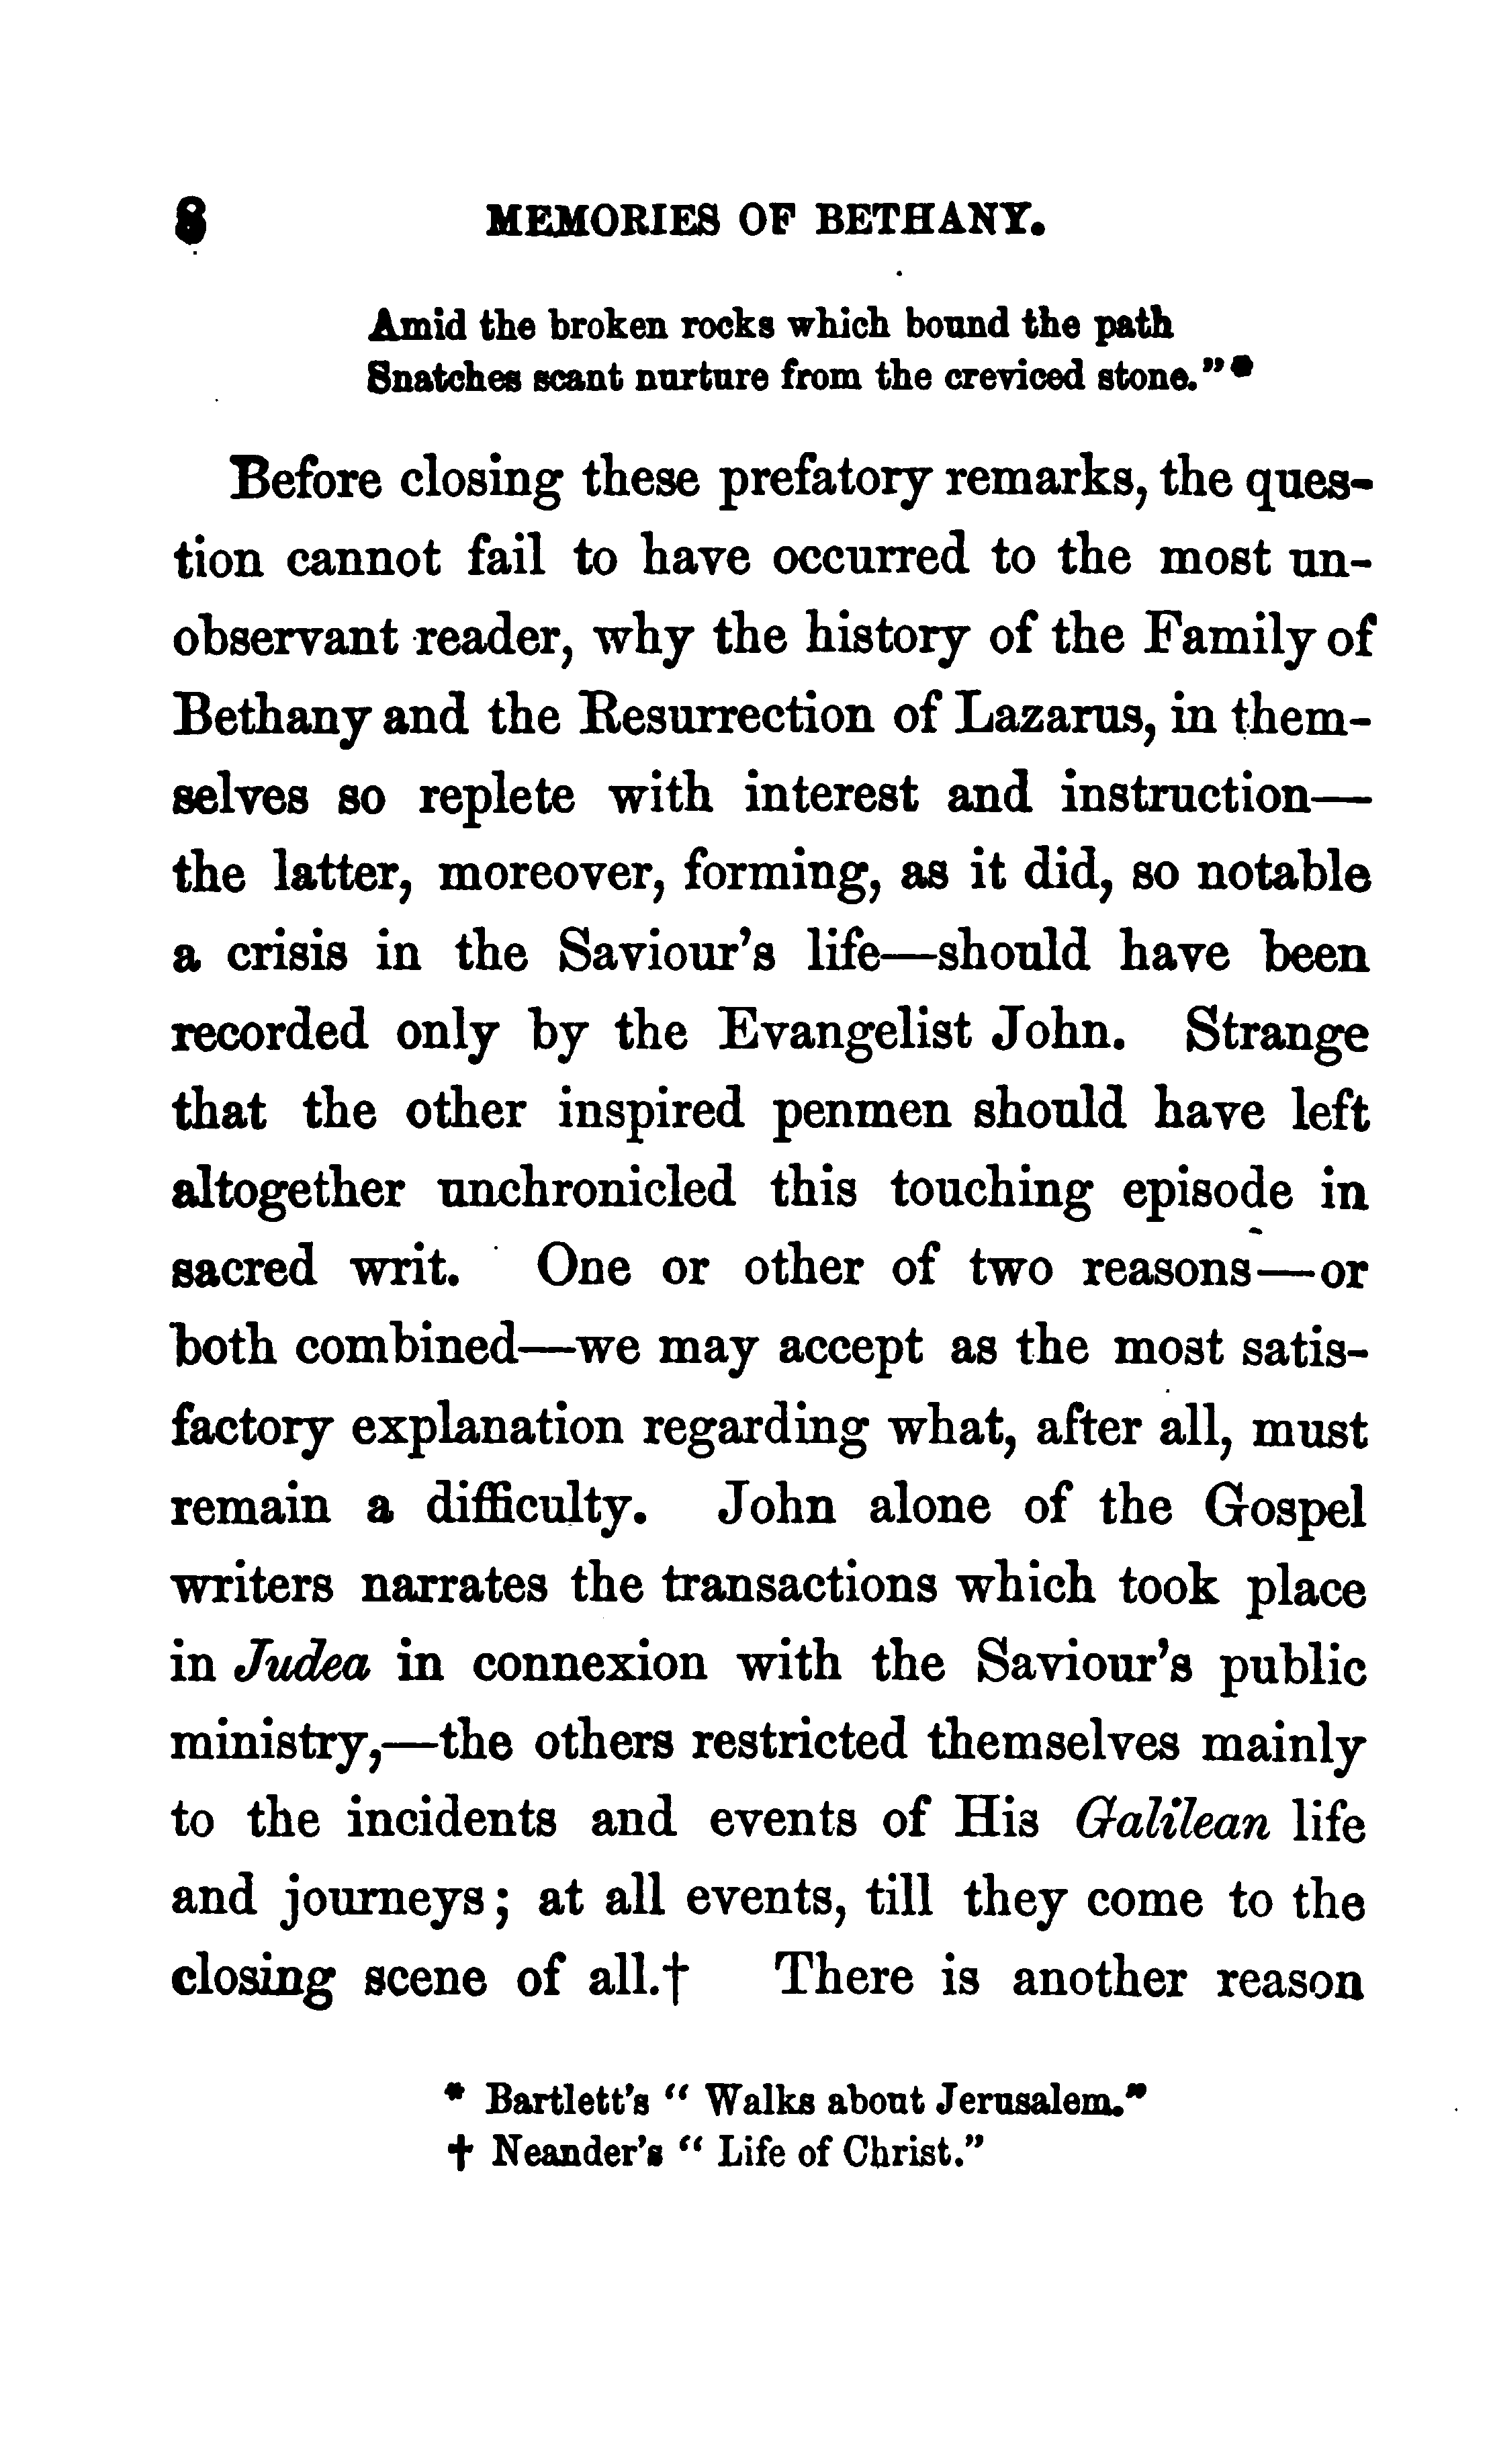 8 MEMORIES OF BETHANY.
Amid the broken rocks which bound the path
Snatches scant nurture from the creviced stone."*
Before closing these prefatory remarks, the ques-
tion cannot fail to have occurred to the most un-
observant reader, why the history of the Family of
Bethany and the Resurrection of Lazarus, in them-
selves so replete with interest and instruction—
the latter, moreover, forming, as it did, so notable
a crisis in the Saviour's life—should have been
recorded only by the Evangelist John. Strange
that the other inspired penmen should have left
altogether unchronicled this touching episode in
sacred writ. One or other of two reasons—or
both combined—we may accept as the most satis-
factory explanation regarding what, after all, must
remain a difficulty. John alone of the Gospel
writers narrates the transactions which took place
in Judea in connexion with the Saviour's public
ministry,—the others restricted themselves mainly
to the incidents and events of His Galilean life
and journeys; at all events, till they come to the
closing scene of all.† There is another reason
* Bartlett's "Walks about Jerusalem."
† Neander's "Life of Christ."